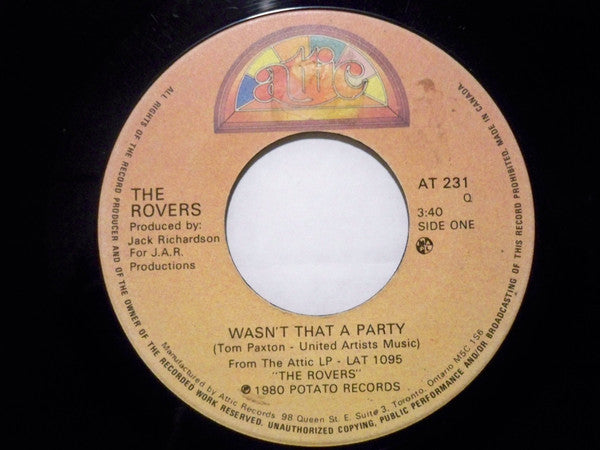 attic
THE
ROVERS
Produced by:
Jack Richardson
For J.A.R.
Productions
AT 231
Q
3:40
SIDE ONE
WASN'T THAT A PARTY
(Tom Paxton - United Artists Music)
From The Attic LP - LAT 1095
"THE ROVERS"
℗ 1980 POTATO RECORDS
Manufactured by Attic Records 98 Queen St. E. Suite 3, Toronto, Ontario M5C 1S6
ALL RIGHTS OF THE RECORD PRODUCER AND OF THE OWNER OF THE RECORDED WORK RESERVED. UNAUTHORIZED COPYING, PUBLIC PERFORMANCE AND/OR BROADCASTING OF THIS RECORD PROHIBITED. MADE IN CANADA.